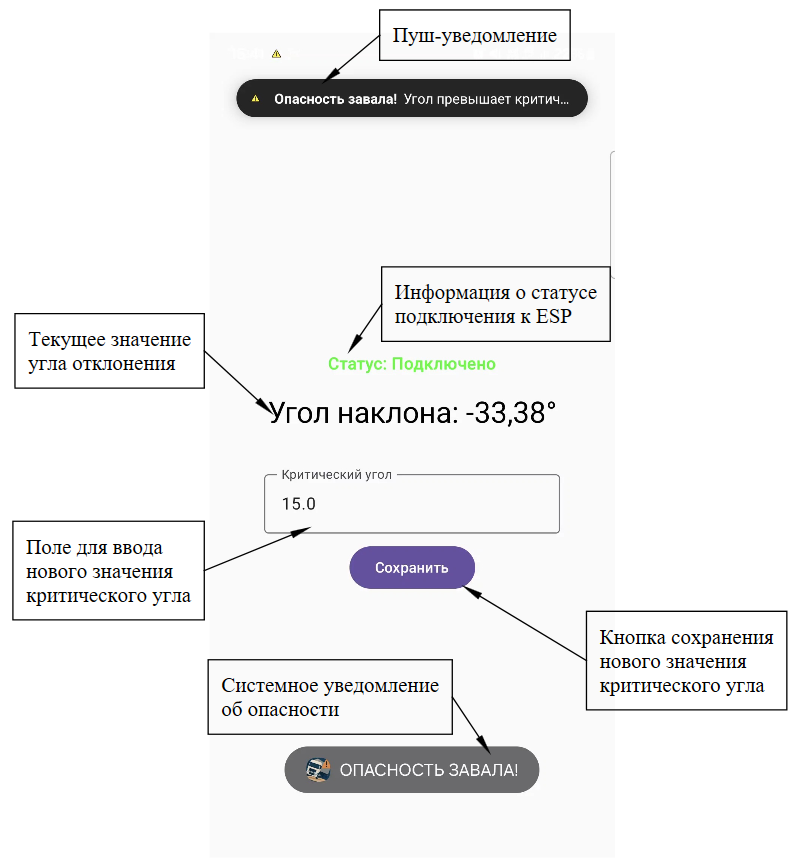 Пуш-уведомление
Опасность завала! Угол превышает критич...
Информация о статусе
подключения к ESP
Текущее значение
угла отклонения
Статус: Подключено
Угол наклона: -33,38°
Критический угол
15.0
Поле для ввода
нового значения
критического угла
Сохранить
Кнопка сохранения
нового значения
критического угла
Системное уведомление
об опасности
ОПАСНОСТЬ ЗАВАЛА!